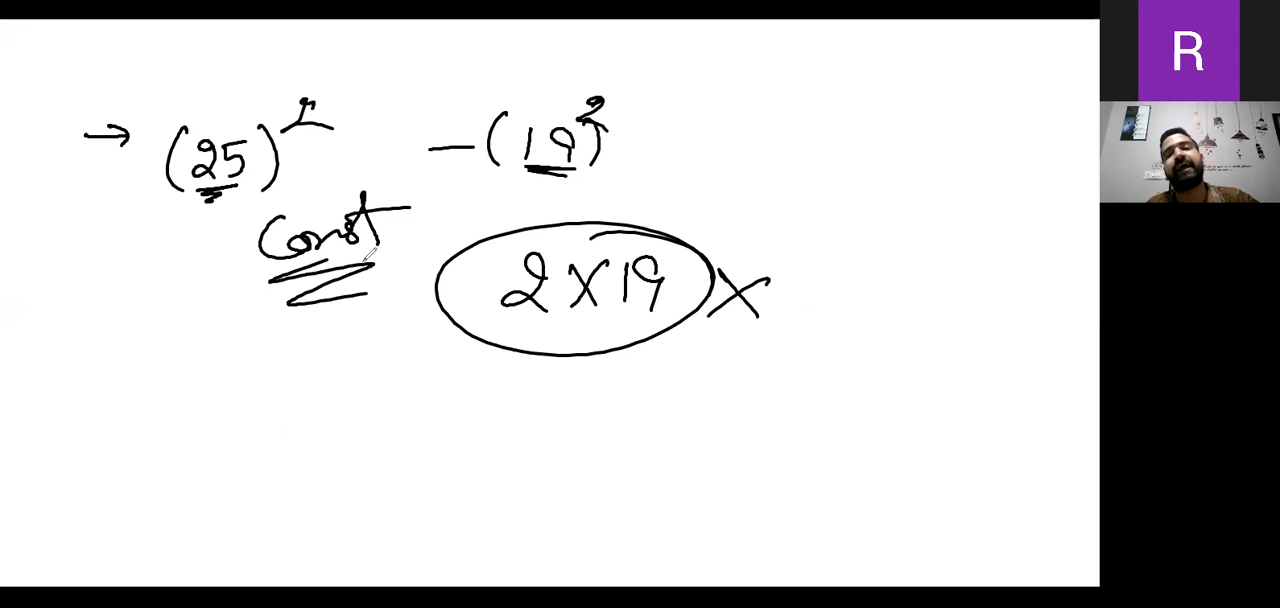 → (25)² – (19)²
Const
2 × 19 ×
R